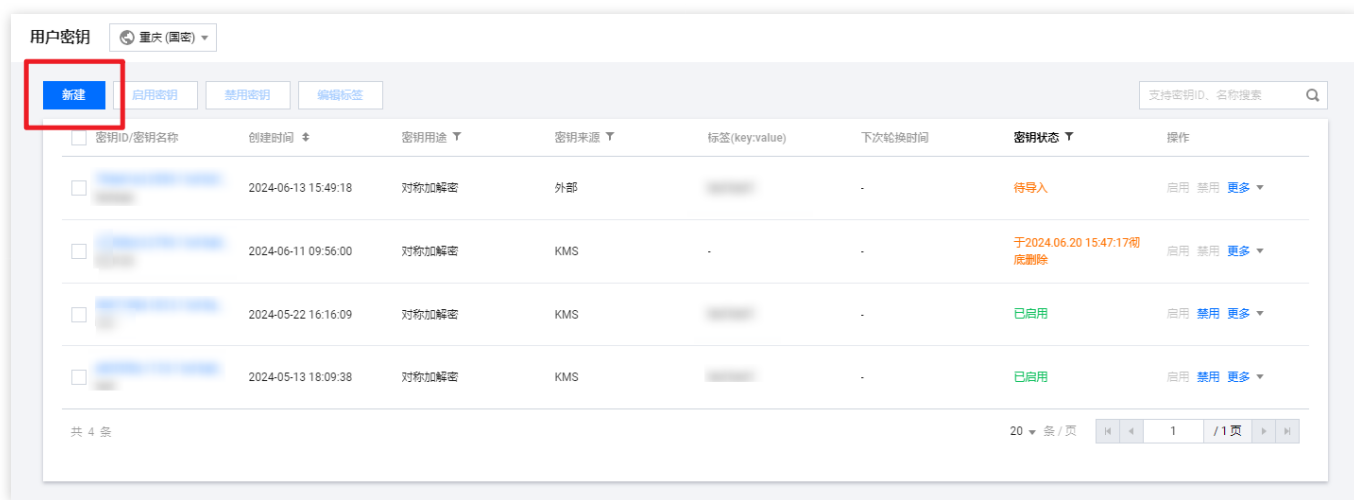 用户密钥 重庆 (国密)
新建 启用密钥 禁用密钥 编辑标签 支持密钥ID、名称搜索
密钥ID/密钥名称 创建时间 密钥用途 密钥来源 标签(key:value) 下次轮换时间 密钥状态 操作
2024-06-13 15:49:18 对称加解密 外部 - 待导入 启用 禁用 更多
2024-06-11 09:56:00 对称加解密 KMS - - 于2024.06.20 15:47:17彻 启用 禁用 更多
底删除
2024-05-22 16:16:09 对称加解密 KMS - 已启用 启用 禁用 更多
2024-05-13 18:09:38 对称加解密 KMS - 已启用 启用 禁用 更多
共 4 条 20 条 / 页 1 / 1 页